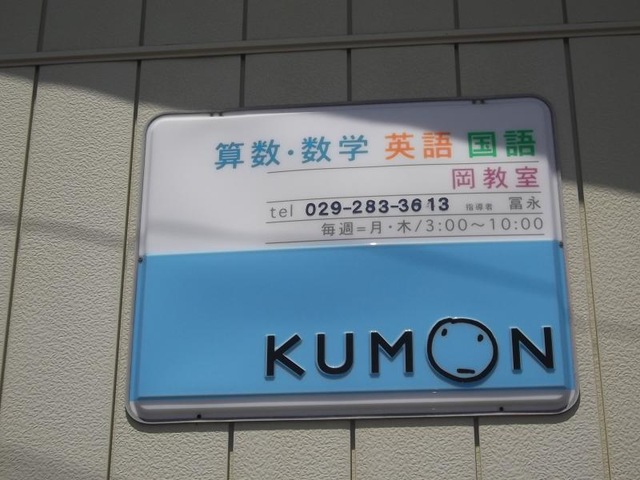 算数・数学 英語 国語
岡教室
tel 029-283-3613 指導者 冨永
毎週=月・木/3:00〜10:00
KUMON